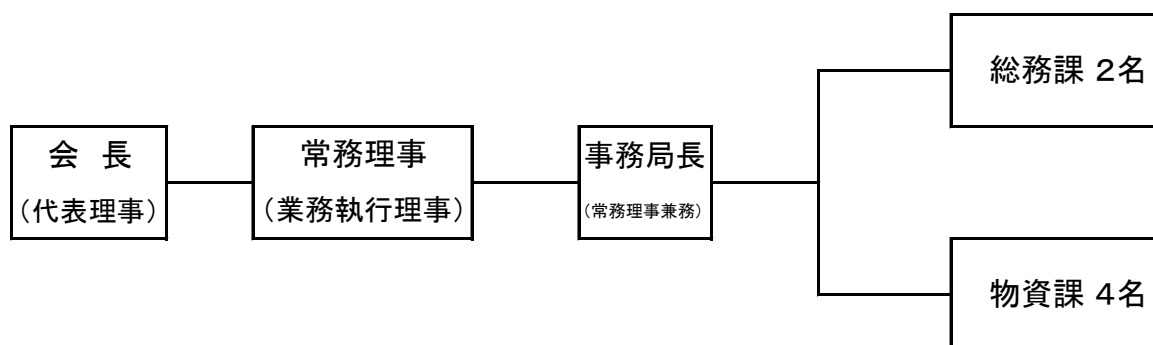 会 長
（代表理事）
常務理事
（業務執行理事）
事務局長
（常務理事兼務）
総務課 2名
物資課 4名